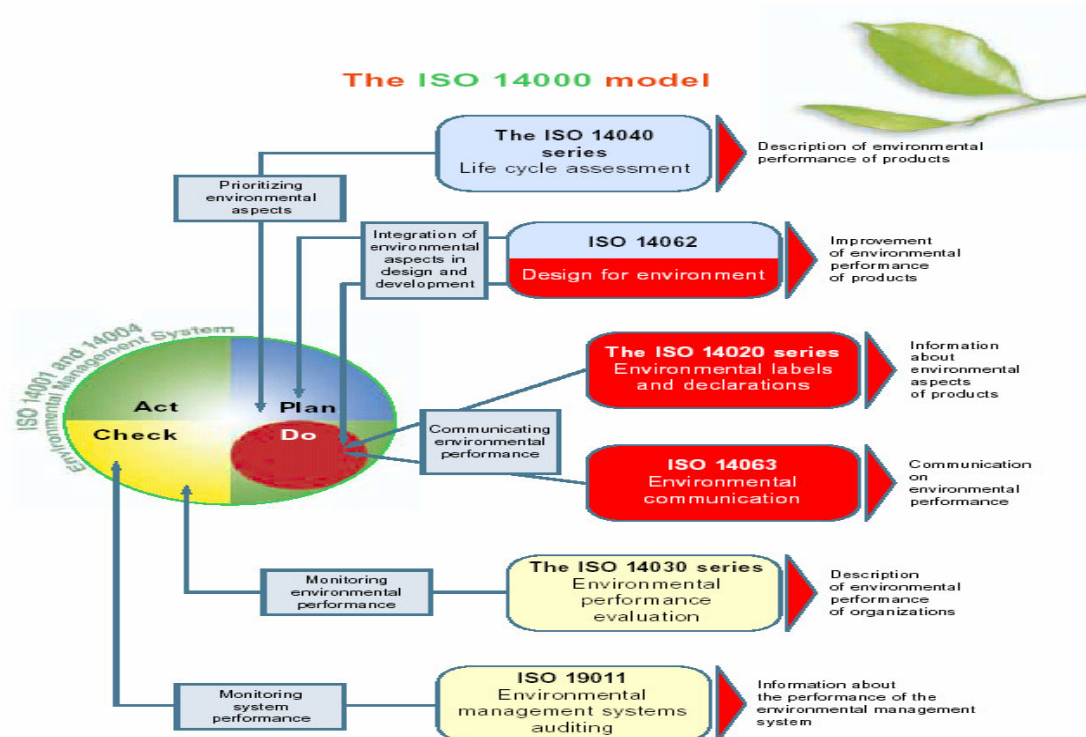 The ISO 14000 model
The ISO 14040
series
Life cycle assessment
Description of environmental
performance of products
Prioritizing
environmental
aspects
Integration of
environmental
aspects in
design and
development
ISO 14062
Design for environment
Improvement
of environmental
performance
of products
ISO 14001 and 14004
Environmental Management System
Act
Plan
Check
Do
The ISO 14020 series
Environmental labels
and declarations
Information
about
environmental
aspects
of products
Communicating
environmental
performance
ISO 14063
Environmental
communication
Communication
on
environmental
performance
Monitoring
environmental
performance
The ISO 14030 series
Environmental
performance
evaluation
Description
of environmental
performance
of organizations
Monitoring
system
performance
ISO 19011
Environmental
management systems
auditing
Information about
the performance of the
environmental management
system